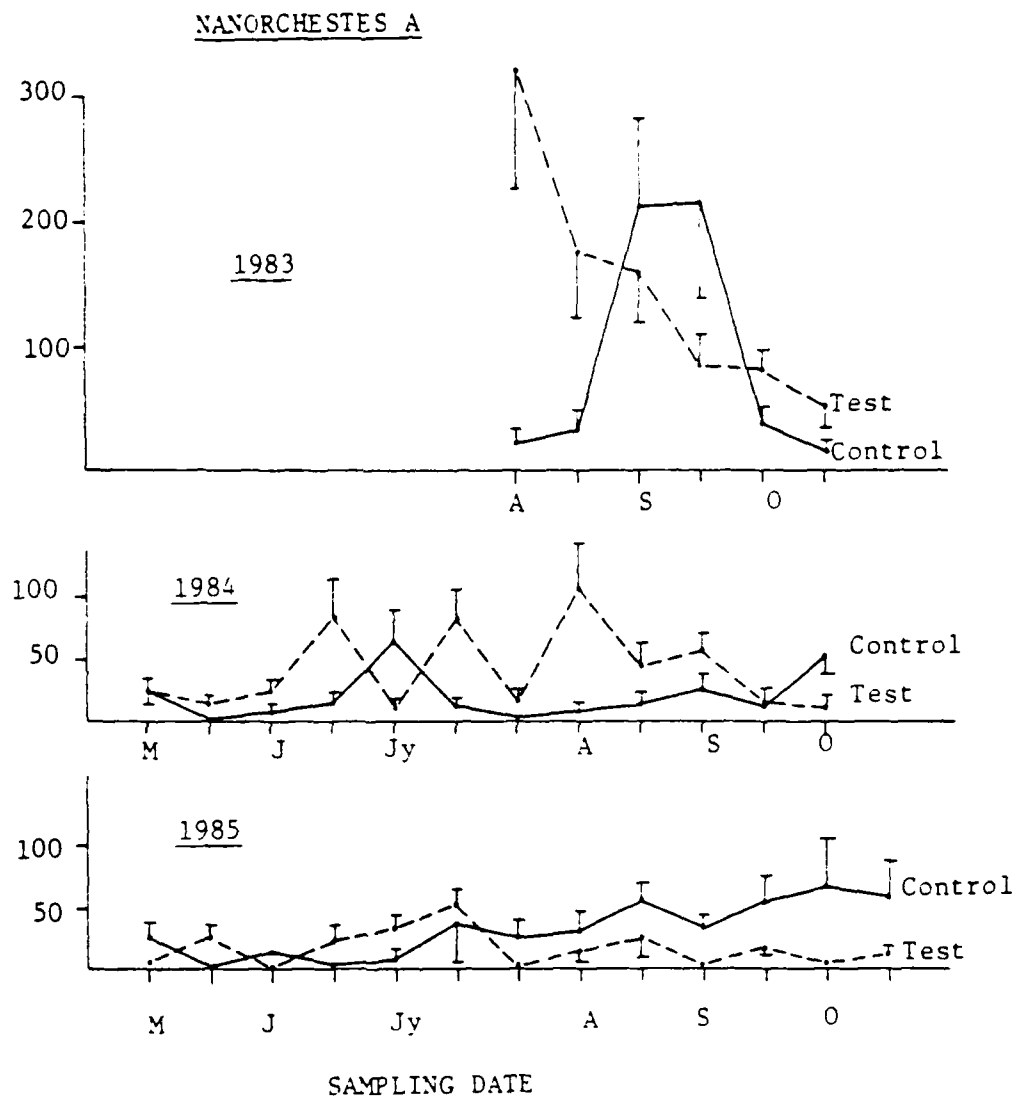 NANORCHESTES A
300
200
1983
100
Test
Control
A S O
1984
100
50
Control
Test
M J Jy A S O
1985
100
50
Control
Test
M J Jy A S O
SAMPLING DATE